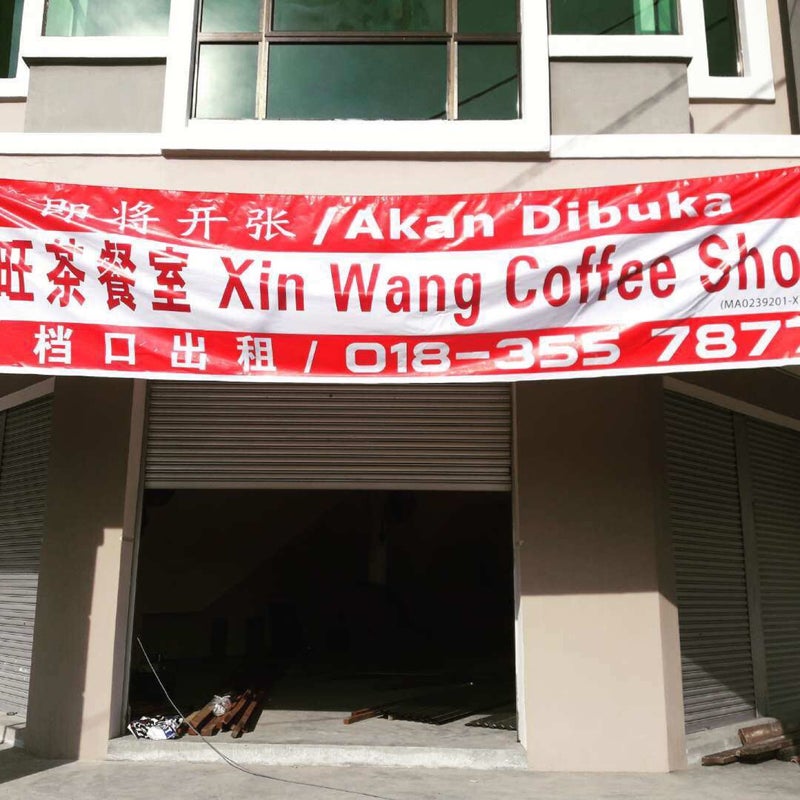 即将开张/Akan Dibuka
旺茶餐室 Xin Wang Coffee Sho
(MA0239201-X
档口出租/018-355 7877